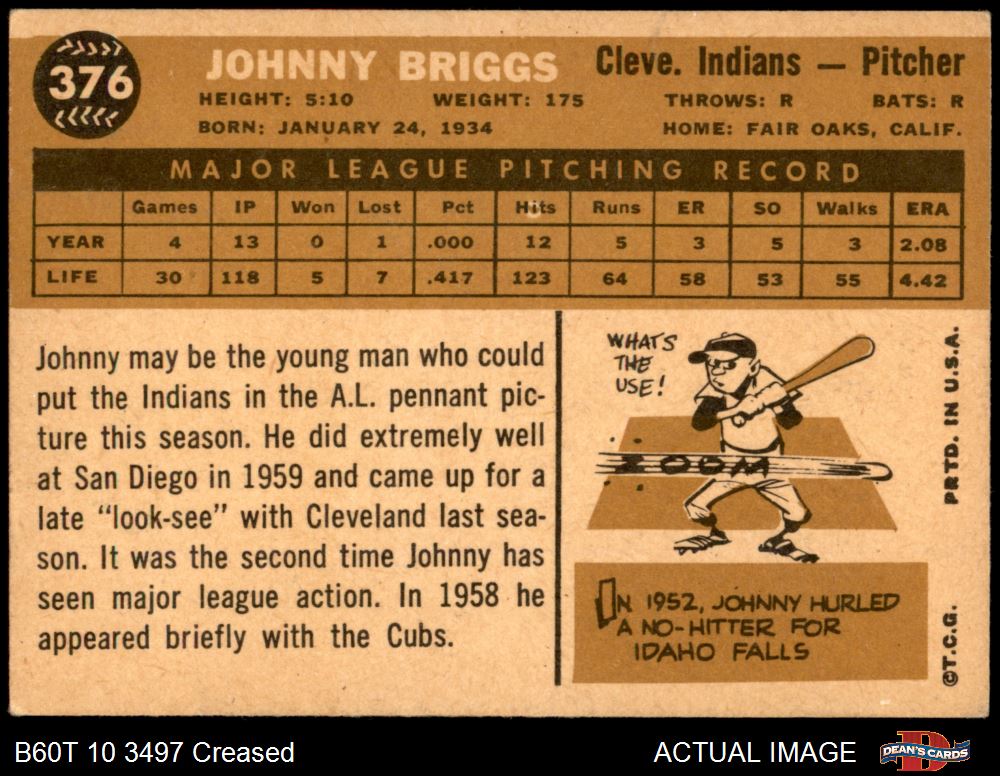 376
JOHNNY BRIGGS
Cleve. Indians — Pitcher
HEIGHT: 5:10 WEIGHT: 175 THROWS: R BATS: R
BORN: JANUARY 24, 1934 HOME: FAIR OAKS, CALIF.
MAJOR LEAGUE PITCHING RECORD
Games IP Won Lost Pct Hits Runs ER SO Walks ERA
YEAR 4 13 0 1 .000 12 5 3 5 3 2.08
LIFE 30 118 5 7 .417 123 64 58 53 55 4.42
Johnny may be the young man who could
put the Indians in the A.L. pennant pic-
ture this season. He did extremely well
at San Diego in 1959 and came up for a
late “look-see” with Cleveland last sea-
son. It was the second time Johnny has
seen major league action. In 1958 he
appeared briefly with the Cubs.
WHATS
THE
USE!
ZOOM
IN 1952, JOHNNY HURLED
A NO-HITTER FOR
IDAHO FALLS
PRTD. IN U.S.A.
©T.C.G.
B60T 10 3497 Creased
ACTUAL IMAGE
DEAN'S CARDS